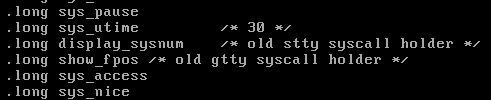 .long sys_pause
.long sys_utime /* 30 */
.long display_sysnum /* old stty syscall holder */
.long show_fpos /* old gtty syscall holder */
.long sys_access
.long sys_nice